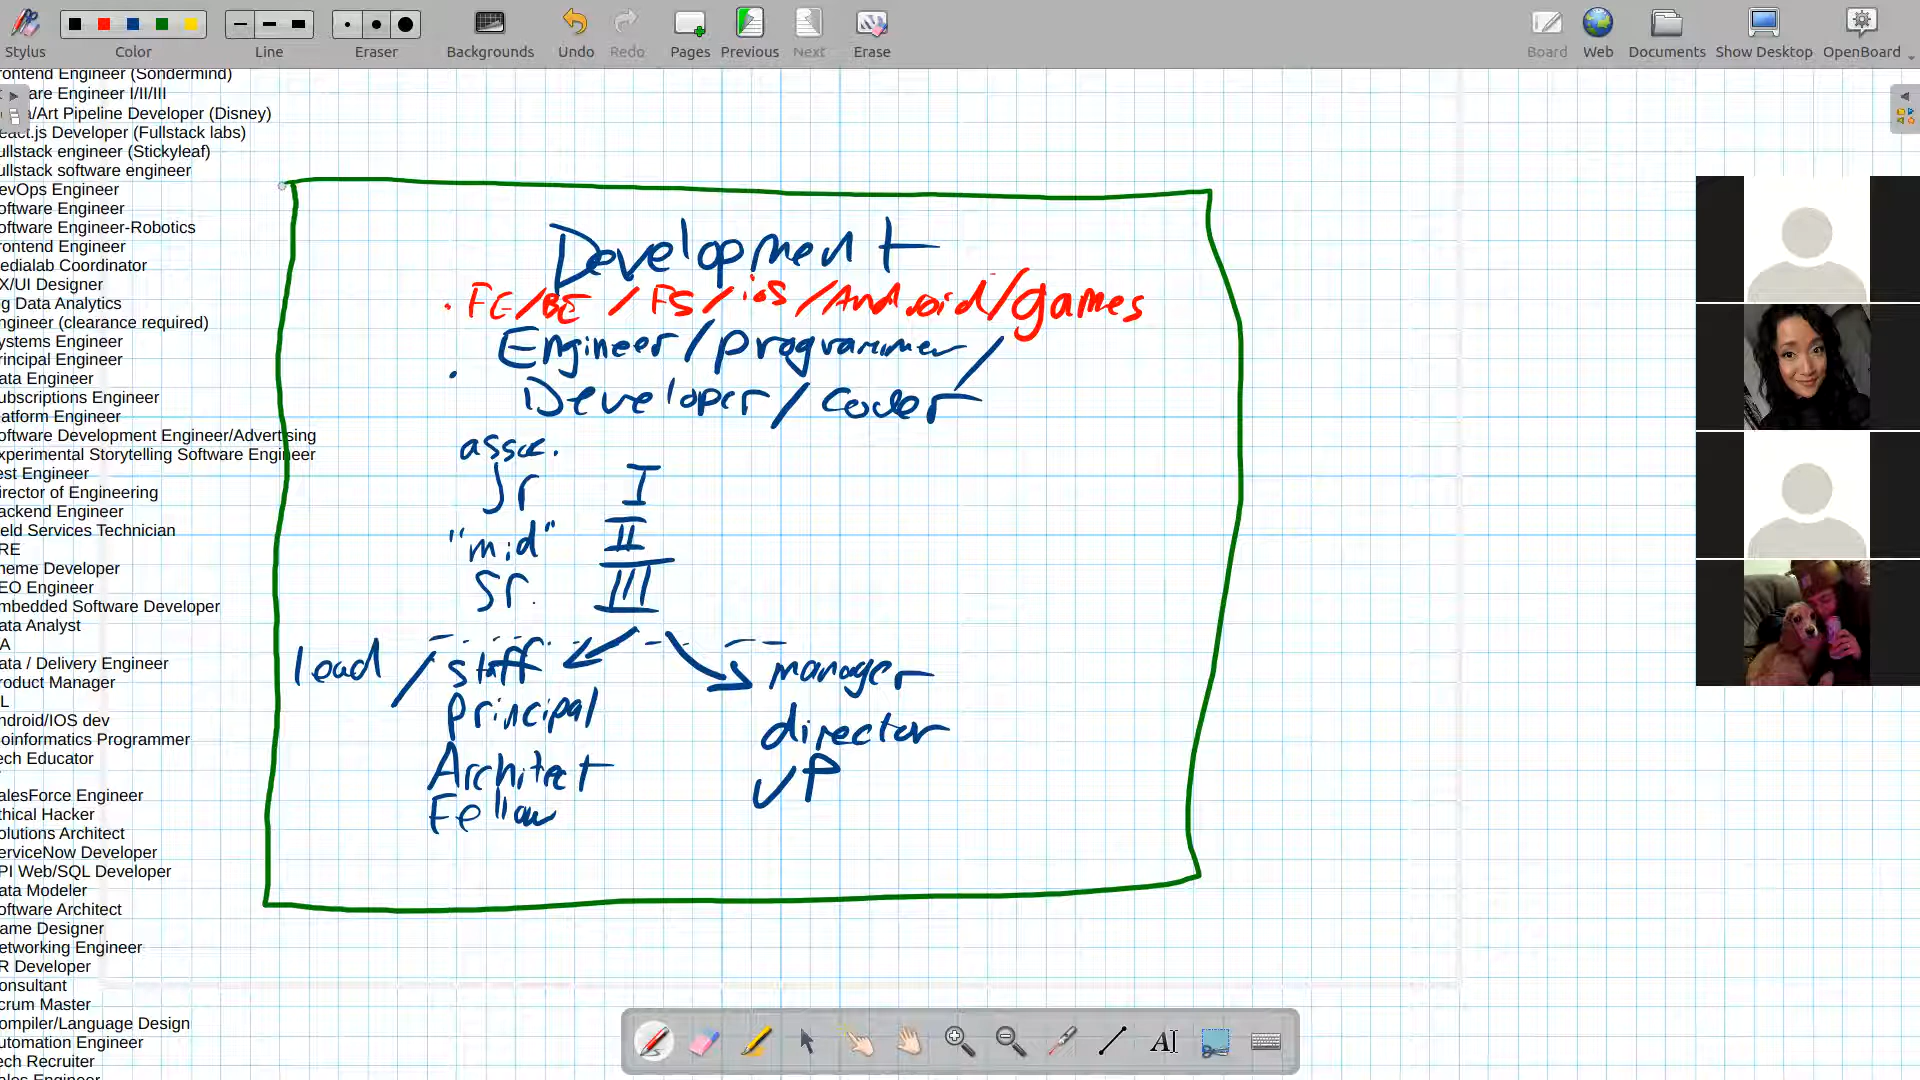 Stylus Color Line Eraser Backgrounds Undo Redo Pages Previous Next Erase Board Web Documents Show Desktop OpenBoard
rontend Engineer (Sondermind)
are Engineer I/II/III
a/Art Pipeline Developer (Disney)
eact.js Developer (Fullstack labs)
ullstack engineer (Stickyleaf)
ullstack software engineer
evOps Engineer
oftware Engineer
oftware Engineer-Robotics
rontend Engineer
edialab Coordinator
X/UI Designer
ig Data Analytics
ngineer (clearance required)
ystems Engineer
rincipal Engineer
ata Engineer
ubscriptions Engineer
latform Engineer
oftware Development Engineer/Advertising
xperimental Storytelling Software Engineer
est Engineer
irector of Engineering
ackend Engineer
ield Services Technician
RE
heme Developer
EO Engineer
mbedded Software Developer
ata Analyst
A
ata / Delivery Engineer
roduct Manager
L
ndroid/IOS dev
ioinformatics Programmer
ech Educator
alesForce Engineer
thical Hacker
olutions Architect
erviceNow Developer
PI Web/SQL Developer
ata Modeler
oftware Architect
ame Designer
etworking Engineer
R Developer
onsultant
crum Master
ompiler/Language Design
utomation Engineer
ech Recruiter
ales Engineer
Development
· FE/BE / FS / ios / Android / games
Engineer / programmer /
· Developer / coder
assoc.
Jr I
"mid" II
Sr. III
lead / staff manager
principal
director
Architect VP
Fellow